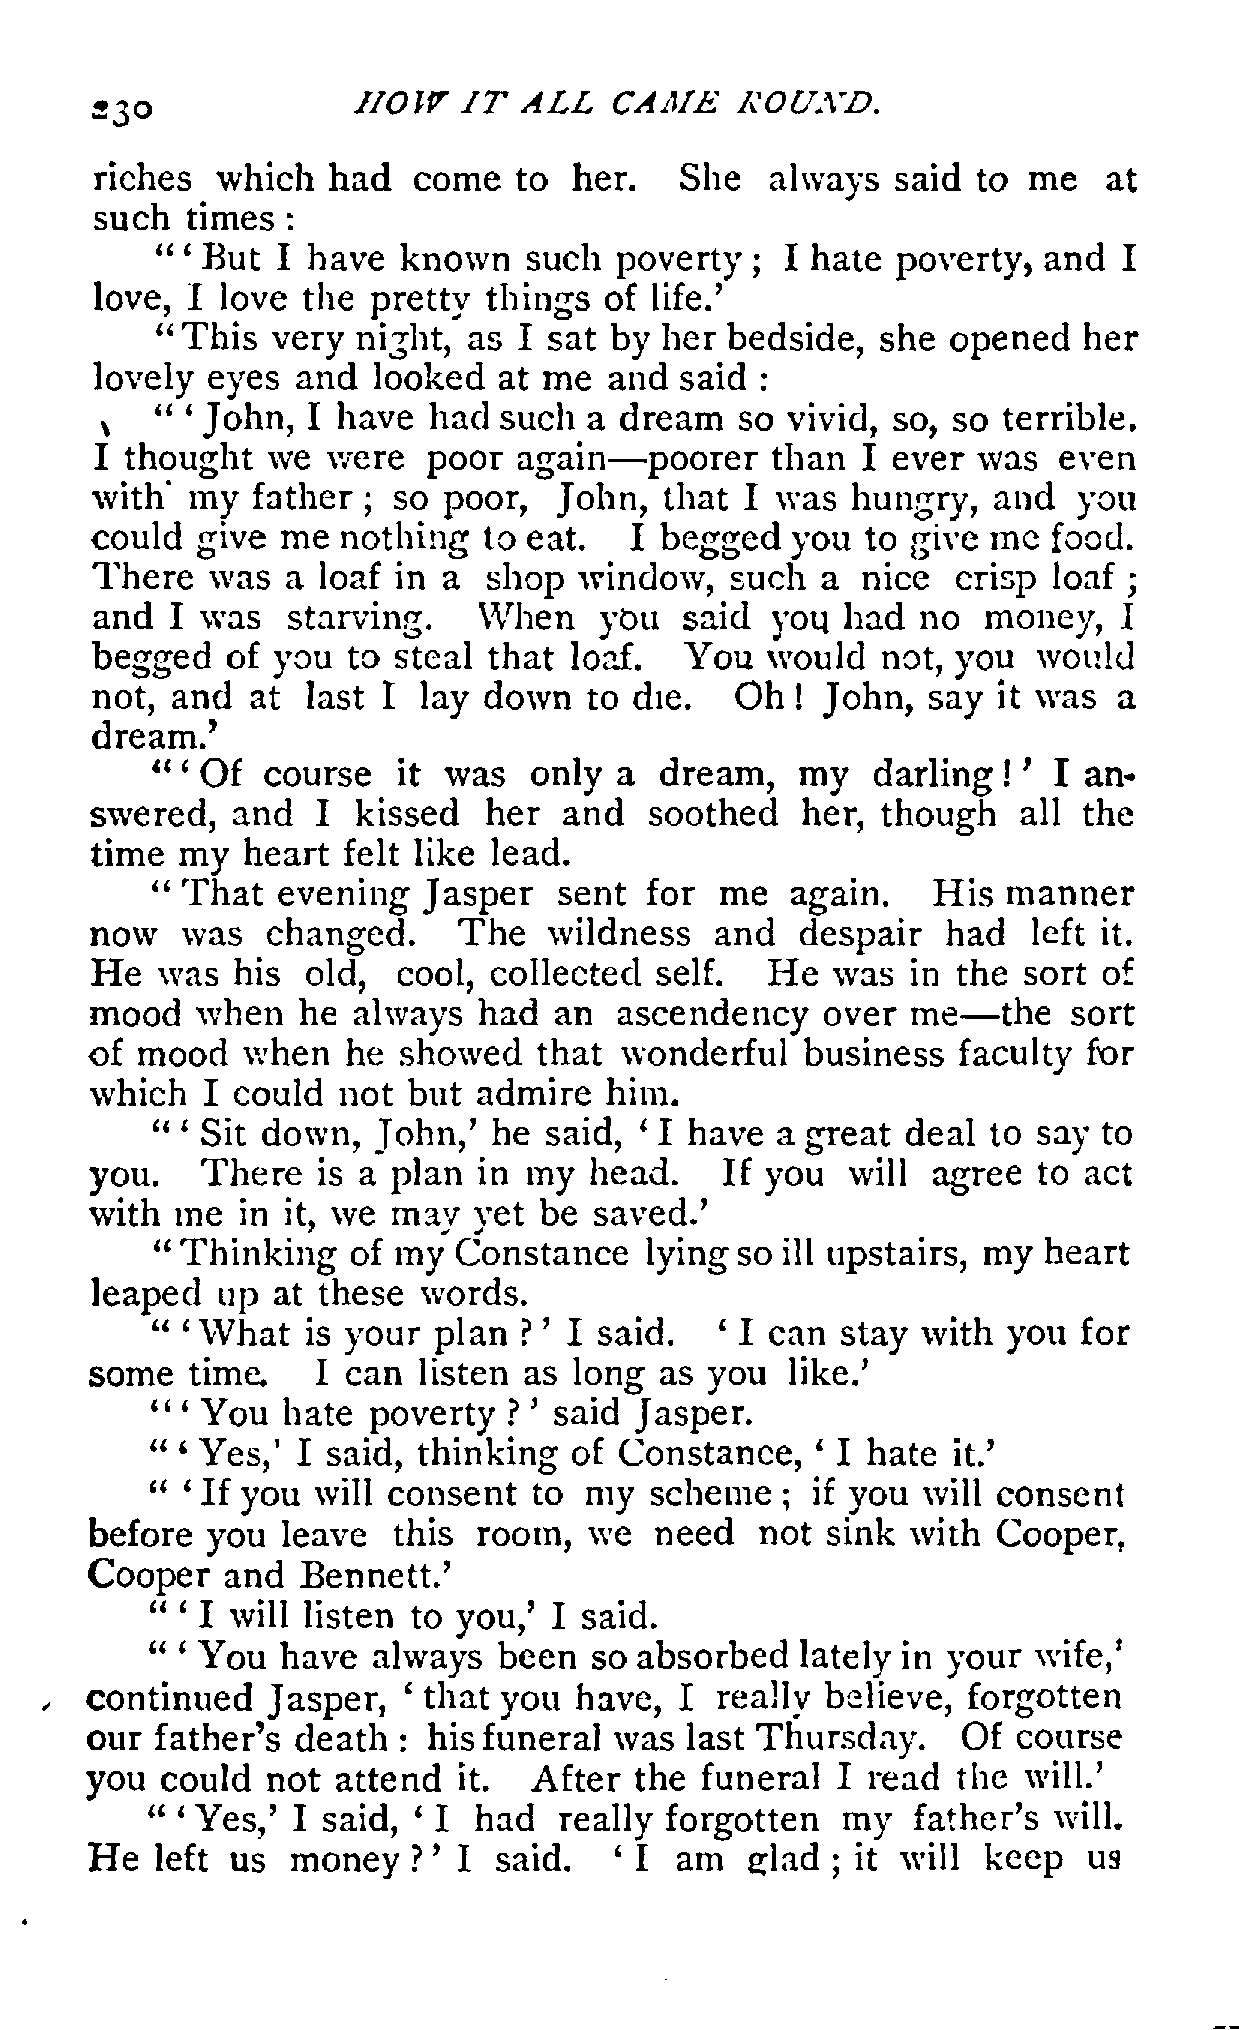 230 HOW IT ALL CAME ROUND.
riches which had come to her. She always said to me at
such times :
"'But I have known such poverty; I hate poverty, and I
love, I love the pretty things of life.'
"This very night, as I sat by her bedside, she opened her
lovely eyes and looked at me and said :
"'John, I have had such a dream so vivid, so, so terrible.
I thought we were poor again—poorer than I ever was even
with my father; so poor, John, that I was hungry, and you
could give me nothing to eat. I begged you to give me food.
There was a loaf in a shop window, such a nice crisp loaf;
and I was starving. When you said you had no money, I
begged of you to steal that loaf. You would not, you would
not, and at last I lay down to die. Oh! John, say it was a
dream.'
"'Of course it was only a dream, my darling!' I an-
swered, and I kissed her and soothed her, though all the
time my heart felt like lead.
"That evening Jasper sent for me again. His manner
now was changed. The wildness and despair had left it.
He was his old, cool, collected self. He was in the sort of
mood when he always had an ascendency over me—the sort
of mood when he showed that wonderful business faculty for
which I could not but admire him.
"'Sit down, John,' he said, 'I have a great deal to say to
you. There is a plan in my head. If you will agree to act
with me in it, we may yet be saved.'
"Thinking of my Constance lying so ill upstairs, my heart
leaped up at these words.
"'What is your plan?' I said. 'I can stay with you for
some time. I can listen as long as you like.'
"'You hate poverty?' said Jasper.
"'Yes,' I said, thinking of Constance, 'I hate it.'
"'If you will consent to my scheme; if you will consent
before you leave this room, we need not sink with Cooper,
Cooper and Bennett.'
"'I will listen to you,' I said.
"'You have always been so absorbed lately in your wife,'
continued Jasper, 'that you have, I really believe, forgotten
our father's death: his funeral was last Thursday. Of course
you could not attend it. After the funeral I read the will.'
"'Yes,' I said, 'I had really forgotten my father's will.
He left us money?' I said. 'I am glad; it will keep us